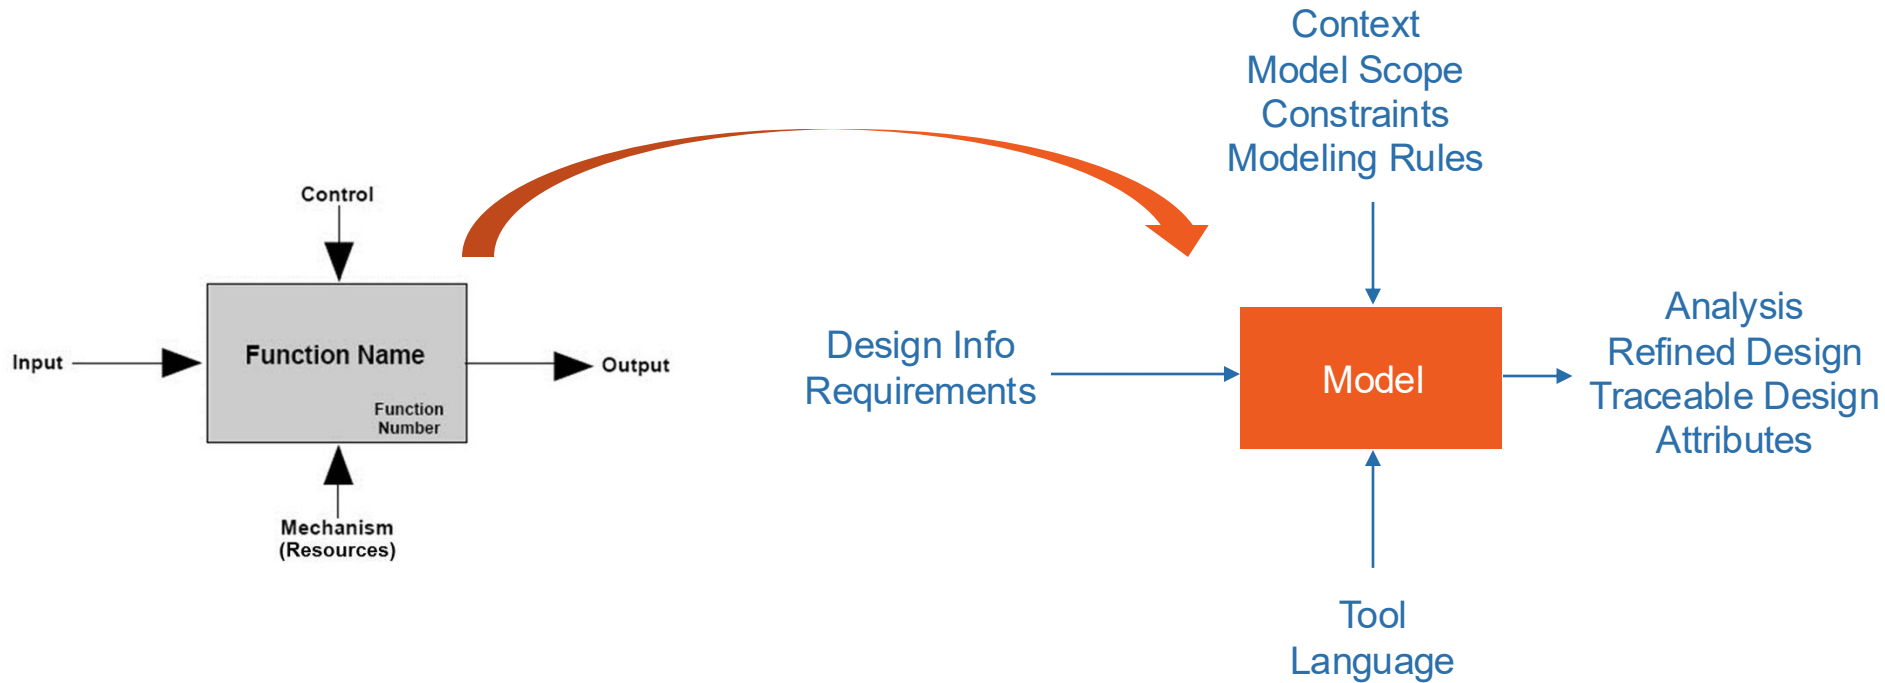 Control
Input
Function Name
Function
Number
Output
Mechanism
(Resources)
Context
Model Scope
Constraints
Modeling Rules
Design Info
Requirements
Model
Analysis
Refined Design
Traceable Design
Attributes
Tool
Language